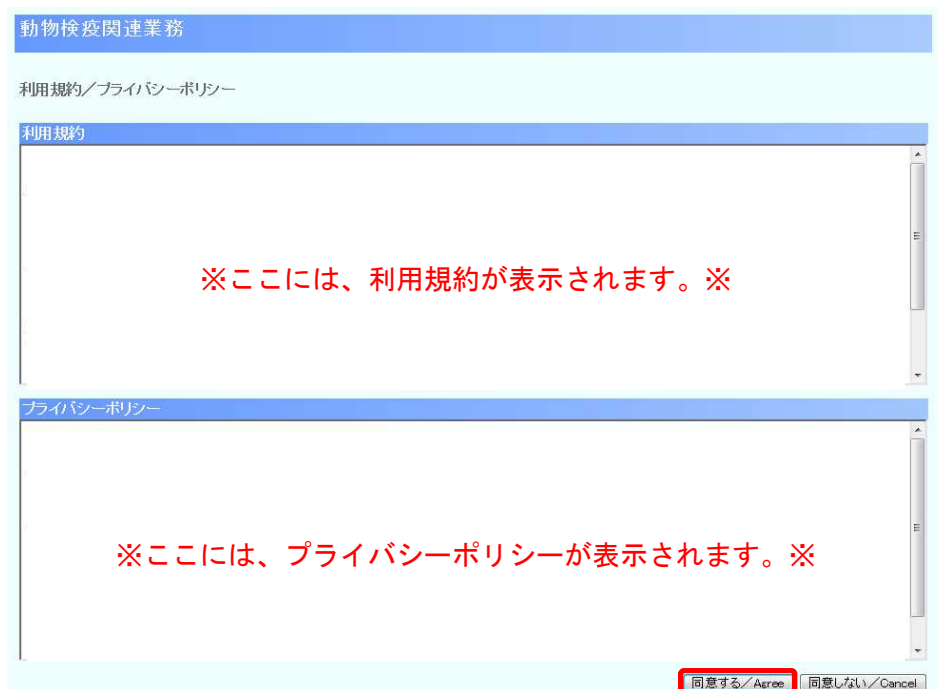 動物検疫関連業務
利用規約／プライバシーポリシー
利用規約
※ここには、利用規約が表示されます。※
プライバシーポリシー
※ここには、プライバシーポリシーが表示されます。※
同意する／Agree 同意しない／Cancel